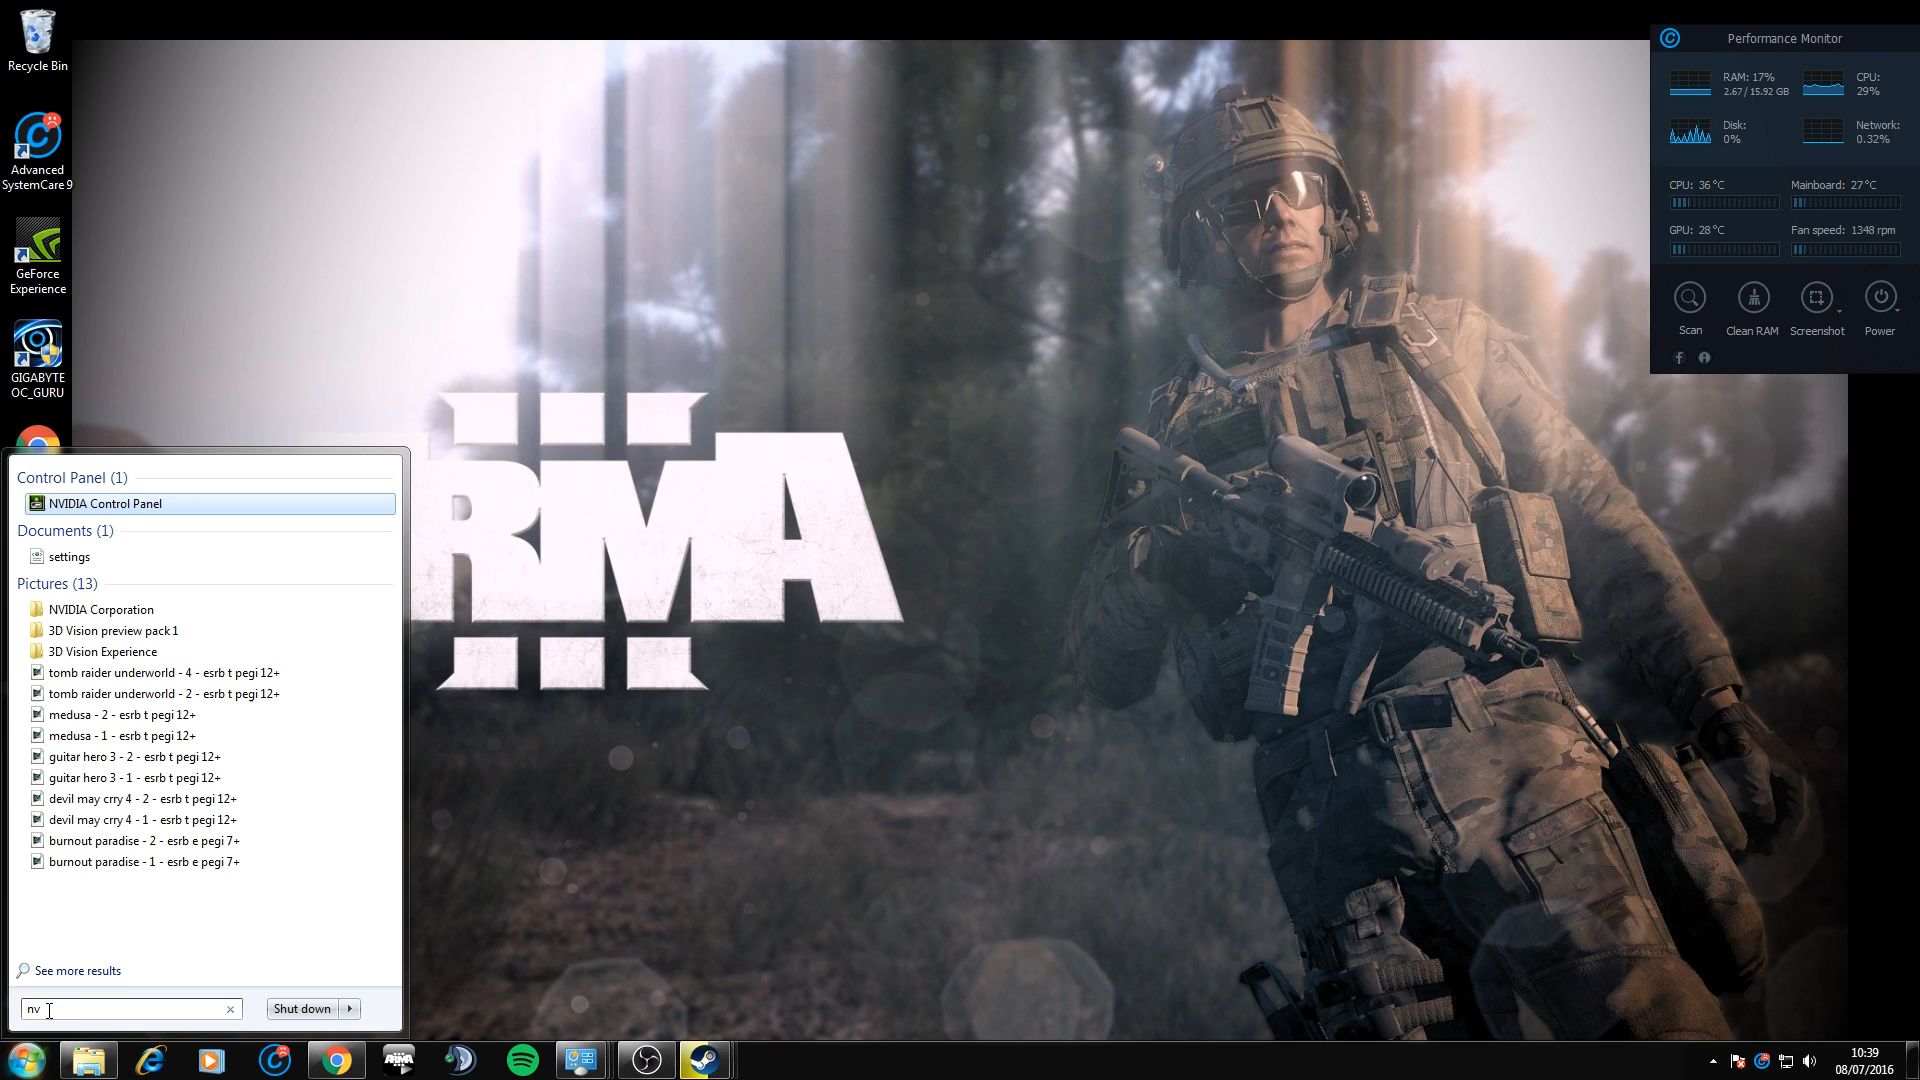 Recycle Bin
Advanced
SystemCare 9
GeForce
Experience
GIGABYTE
OC_GURU
Control Panel (1)
NVIDIA Control Panel
Documents (1)
settings
Pictures (13)
NVIDIA Corporation
3D Vision preview pack 1
3D Vision Experience
tomb raider underworld - 4 - esrb t pegi 12+
tomb raider underworld - 2 - esrb t pegi 12+
medusa - 2 - esrb t pegi 12+
medusa - 1 - esrb t pegi 12+
guitar hero 3 - 2 - esrb t pegi 12+
guitar hero 3 - 1 - esrb t pegi 12+
devil may crry 4 - 2 - esrb t pegi 12+
devil may crry 4 - 1 - esrb t pegi 12+
burnout paradise - 2 - esrb e pegi 7+
burnout paradise - 1 - esrb e pegi 7+
See more results
nv
Shut down
RMA
Performance Monitor
RAM: 17%
2.67 / 15.92 GB
CPU:
29%
Disk:
0%
Network:
0.32%
CPU: 36 °C
Mainboard: 27 °C
GPU: 28 °C
Fan speed: 1348 rpm
Scan
Clean RAM
Screenshot
Power
ARMA
10:39
08/07/2016